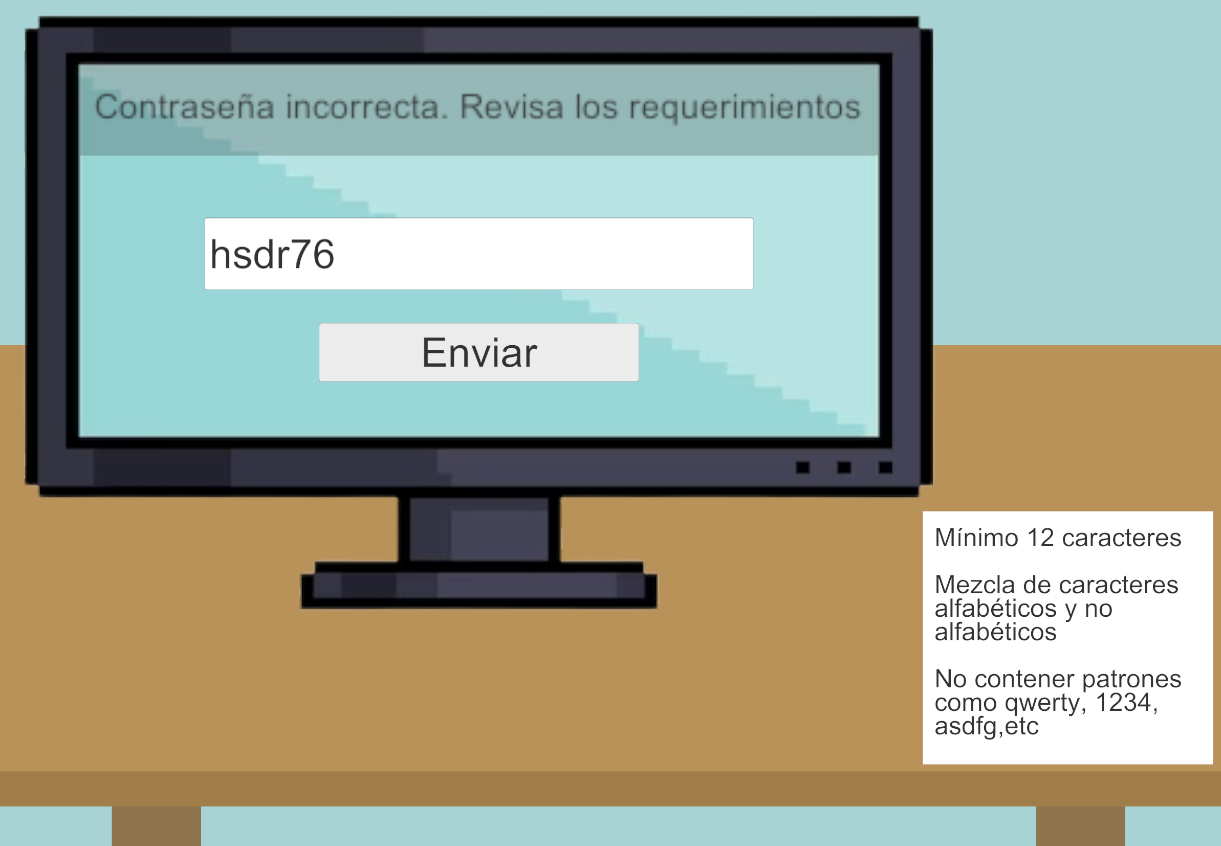 Contraseña incorrecta. Revisa los requerimientos
hsdr76
Enviar
Mínimo 12 caracteres
Mezcla de caracteres
alfabéticos y no
alfabéticos
No contener patrones
como qwerty, 1234,
asdfg,etc